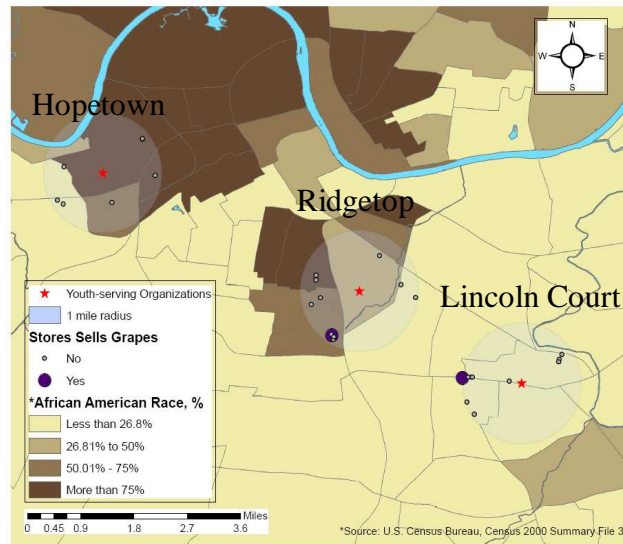 N
W E
S
Hopetown
Ridgetop
Lincoln Court
Youth-serving Organizations
1 mile radius
Stores Sells Grapes
No
Yes
*African American Race, %
Less than 26.8%
26.81% to 50%
50.01% - 75%
More than 75%
Miles
0 0.45 0.9 1.8 2.7 3.6
*Source: U.S. Census Bureau, Census 2000 Summary File 3